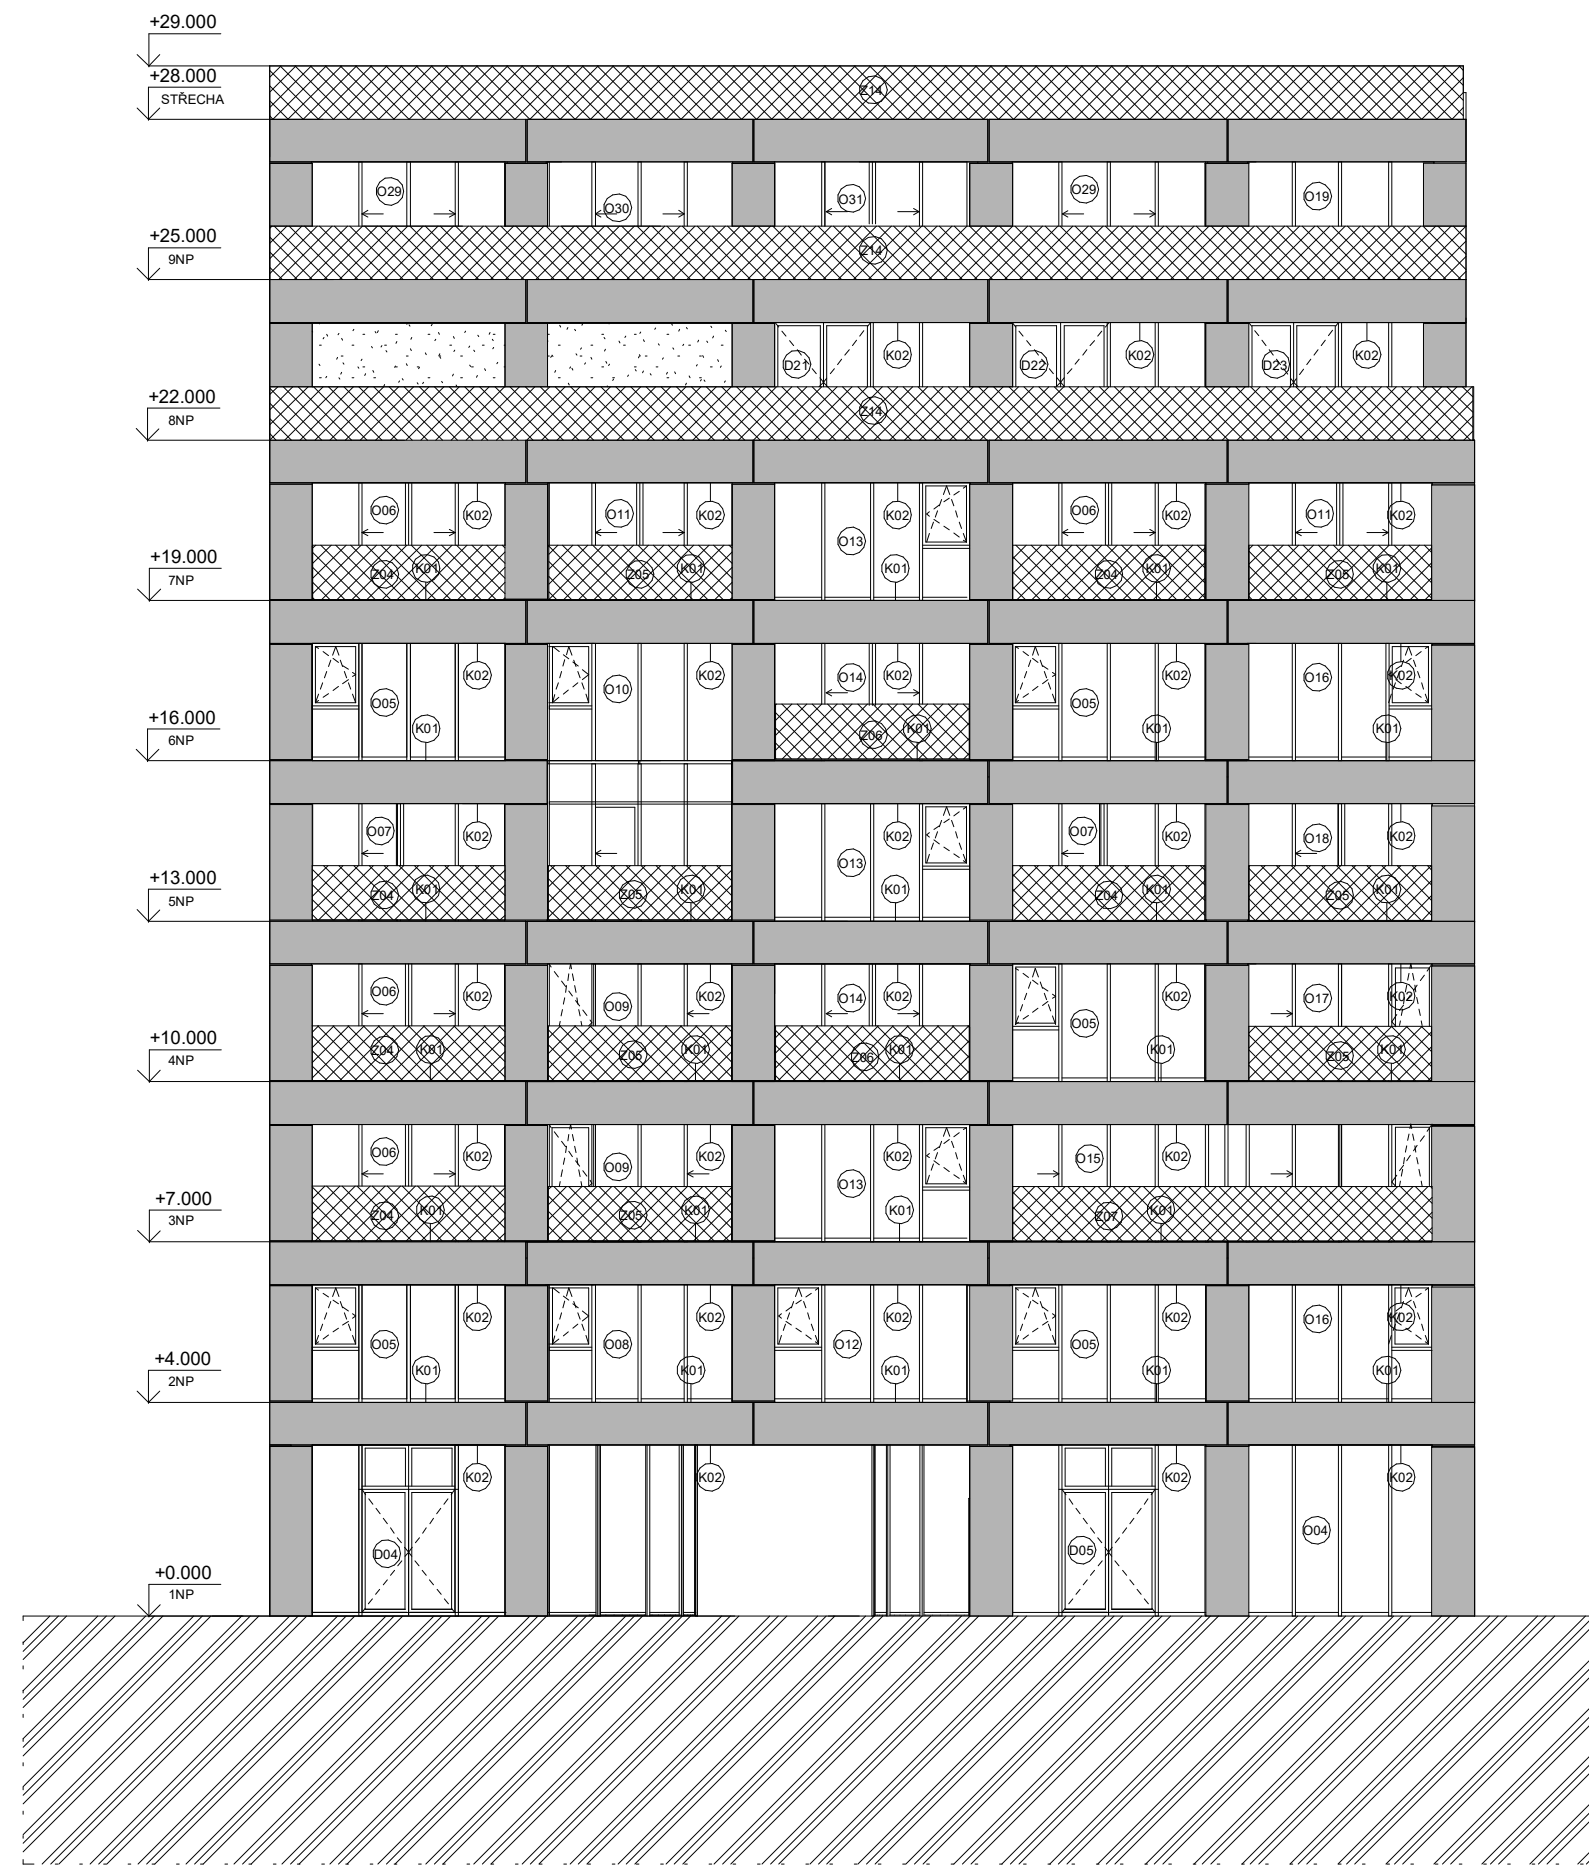 +29.000
+28.000
STŘECHA
Z14
O29 O30 O31 O29 O19
+25.000
9NP
Z14
D21 K02 D22 K02 D23 K02
+22.000
8NP
Z14
O06 K02 O11 K02 O13 K02 O06 K02 O11 K02
+19.000
7NP
Z04 K01 Z05 K01 K01 Z04 K01 Z05 K01
O05 K02 O10 K02 O14 K02 O05 K02 O16 K02
+16.000
6NP
K01 Z06 K01 K01 K01
O07 K02 O13 K02 O07 K02 O18 K02
+13.000
5NP
Z04 K01 Z05 K01 K01 Z04 K01 Z05 K01
O06 K02 O09 K02 O14 K02 O05 K02 O17 K02
+10.000
4NP
Z04 K01 Z05 K01 Z06 K01 K01 Z05 K01
O06 K02 O09 K02 O13 K02 O15 K02
+7.000
3NP
Z04 K01 Z05 K01 K01 Z07 K01
O05 K02 O08 K02 O12 K02 O05 K02 O16 K02
+4.000
2NP
K01 K01 K01 K01 K01
K02 K02 K02 K02
D04 D05 O04
+0.000
1NP